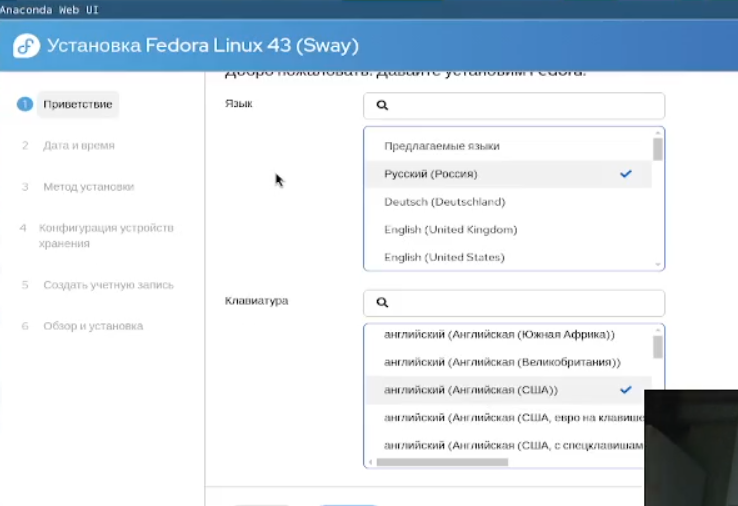 Anaconda Web UI
Установка Fedora Linux 43 (Sway)
Добро пожаловать. Давайте установим Fedora.
1 Приветствие
2 Дата и время
3 Метод установки
4 Конфигурация устройств
хранения
5 Создать учетную запись
6 Обзор и установка
Язык
Предлагаемые языки
Русский (Россия)
Deutsch (Deutschland)
English (United Kingdom)
English (United States)
Клавиатура
английский (Английская (Южная Африка))
английский (Английская (Великобритания))
английский (Английская (США))
английский (Английская (США, евро на клавише
английский (Английская (США, с спецклавишам